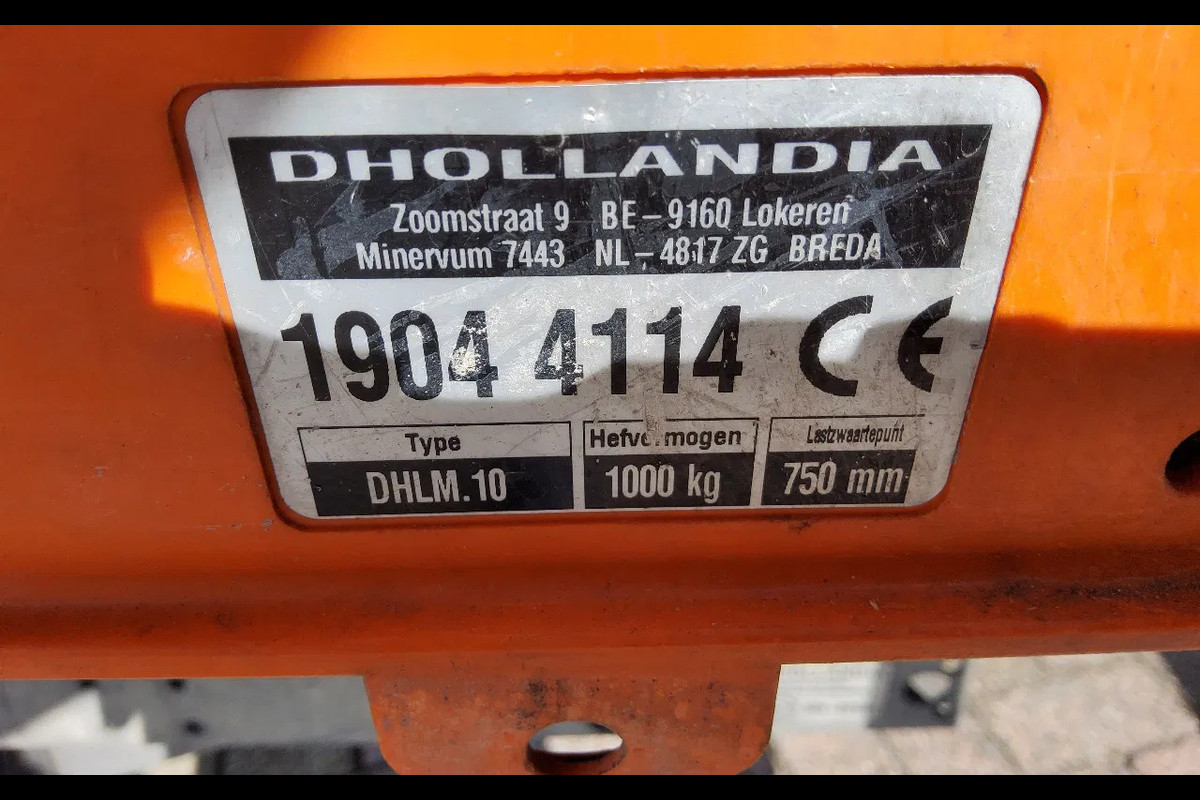 DHOLLANDIA
Zoomstraat 9 BE-9160 Lokeren
Minervum 7443 NL-4817 ZG BREDA
1904 4114 CE
Type Hefvermogen Lastzwaartepunt
DHLM.10 1000 kg 750 mm